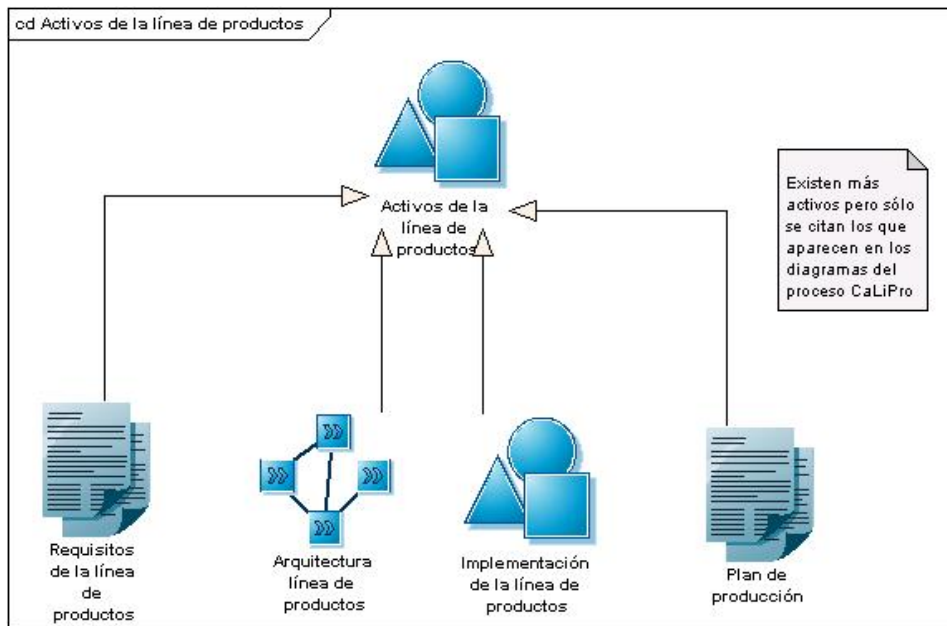 cd Activos de la línea de productos
Activos de la
línea de
productos
Existen más
activos pero sólo
se citan los que
aparecen en los
diagramas del
proceso CaLiPro
Requisitos
de la línea
de
productos
Arquitectura
línea de
productos
Implementación
de la línea de
productos
Plan de
producción